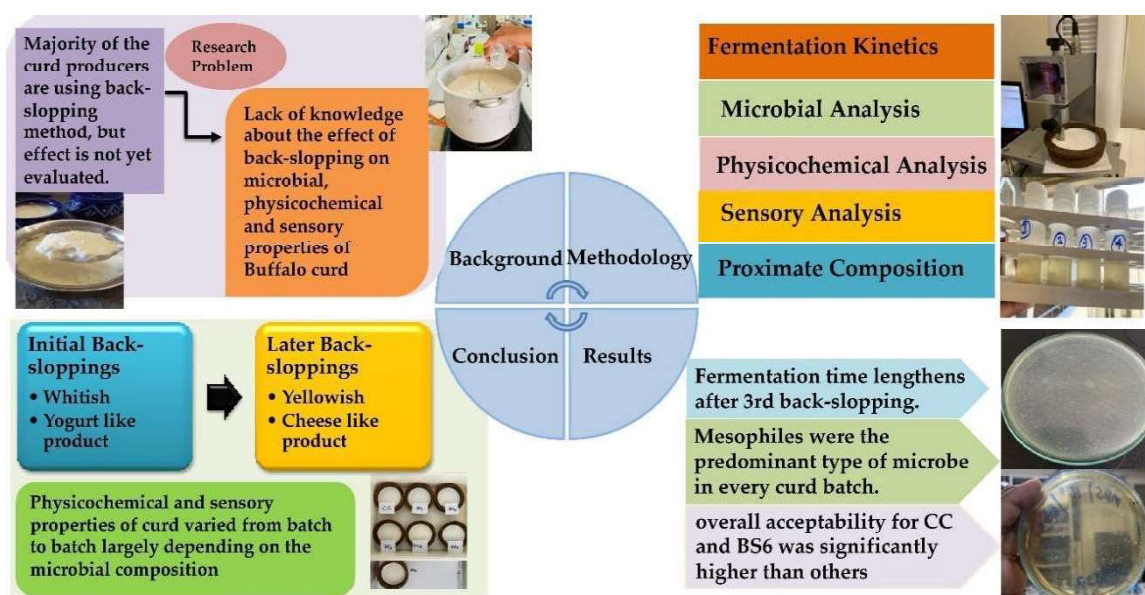 Majority of the
curd producers
are using back-
slopping
method, but
effect is not yet
evaluated.
Research
Problem
Lack of knowledge
about the effect of
back-slopping on
microbial,
physicochemical
and sensory
properties of
Buffalo curd
Background
Methodology
Conclusion
Results
Fermentation Kinetics
Microbial Analysis
Physicochemical Analysis
Sensory Analysis
Proximate Composition
1
2
3
4
Initial Back-
sloppings
• Whitish
• Yogurt like
product
Later Back-
sloppings
• Yellowish
• Cheese like
product
Physicochemical and sensory
properties of curd varied from batch
to batch largely depending on the
microbial composition
Fermentation time lengthens
after 3rd back-slopping.
Mesophiles were the
predominant type of microbe
in every curd batch.
overall acceptability for CC
and BS6 was significantly
higher than others